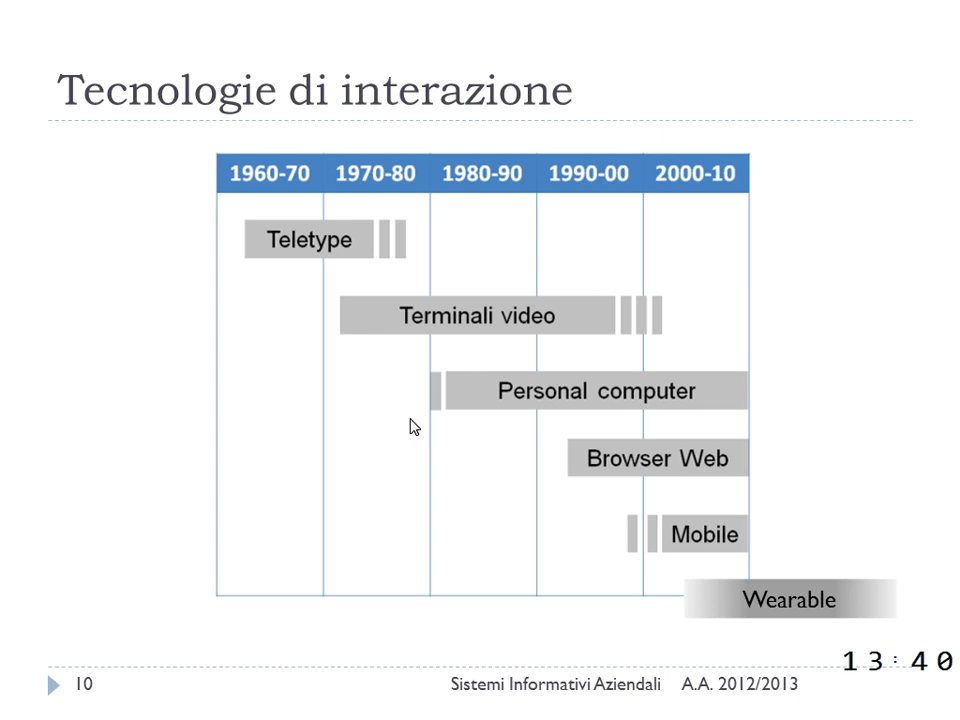 Tecnologie di interazione
1960-70 1970-80 1980-90 1990-00 2000-10
Teletype
Terminali video
Personal computer
Browser Web
Mobile
Wearable
13:40
10 Sistemi Informativi Aziendali A.A. 2012/2013